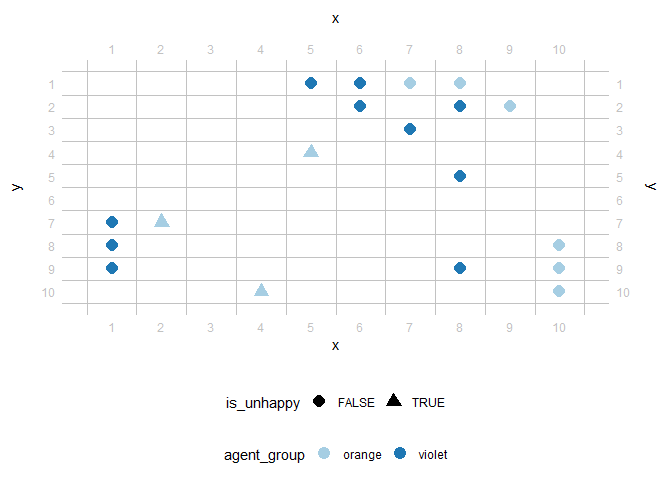 x
1 2 3 4 5 6 7 8 9 10
1 1
2 2
3 3
4 4
5 5
y 6 6 y
7 7
8 8
9 9
10 10
1 2 3 4 5 6 7 8 9 10
x
is_unhappy FALSE TRUE
agent_group orange violet